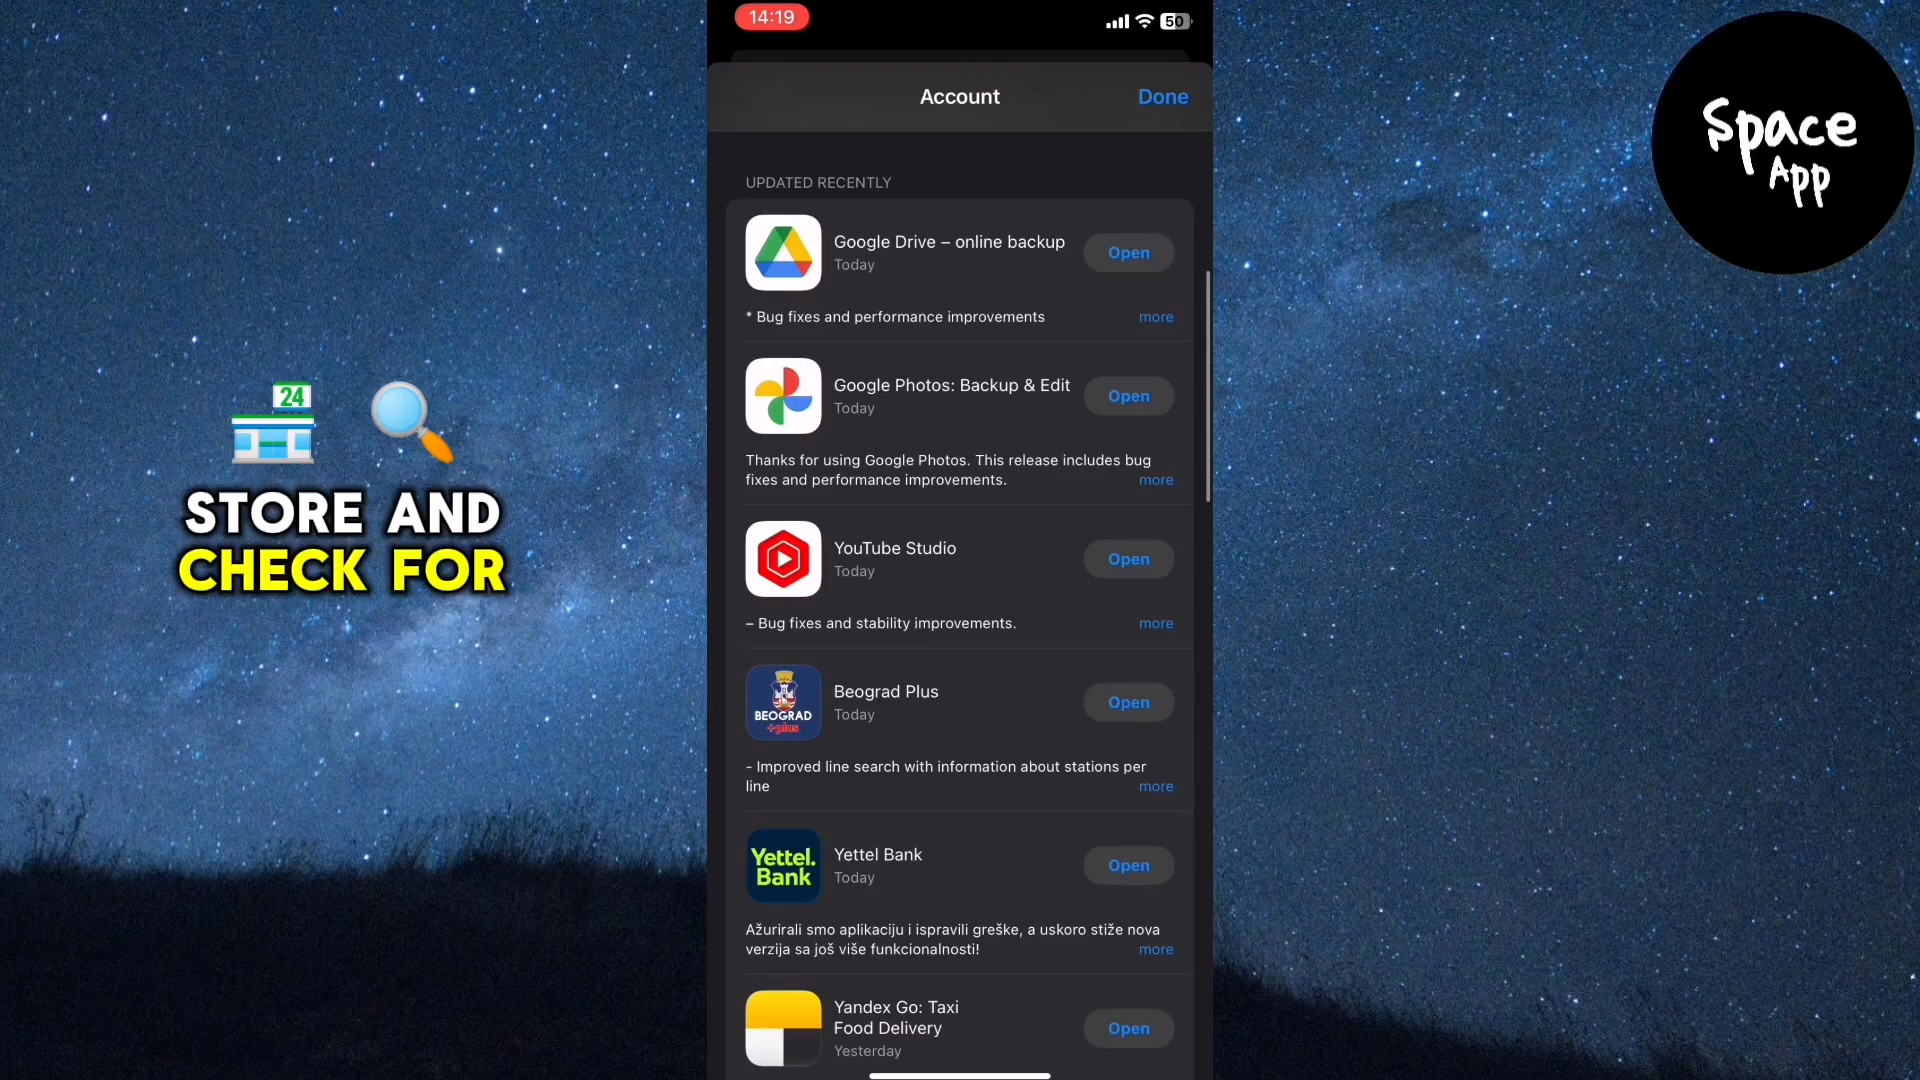 14:19
50
Account
Done
UPDATED RECENTLY
Google Drive – online backup
Today
Open
* Bug fixes and performance improvements
more
Google Photos: Backup & Edit
Today
Open
Thanks for using Google Photos. This release includes bug
fixes and performance improvements.
more
YouTube Studio
Today
Open
– Bug fixes and stability improvements.
more
BEOGRAD
+plus
Beograd Plus
Today
Open
- Improved line search with information about stations per
line
more
Yettel.
Bank
Yettel Bank
Today
Open
Ažurirali smo aplikaciju i ispravili greške, a uskoro stiže nova
verzija sa još više funkcionalnosti!
more
Yandex Go: Taxi
Food Delivery
Yesterday
Open
24
STORE AND
CHECK FOR
Space
App